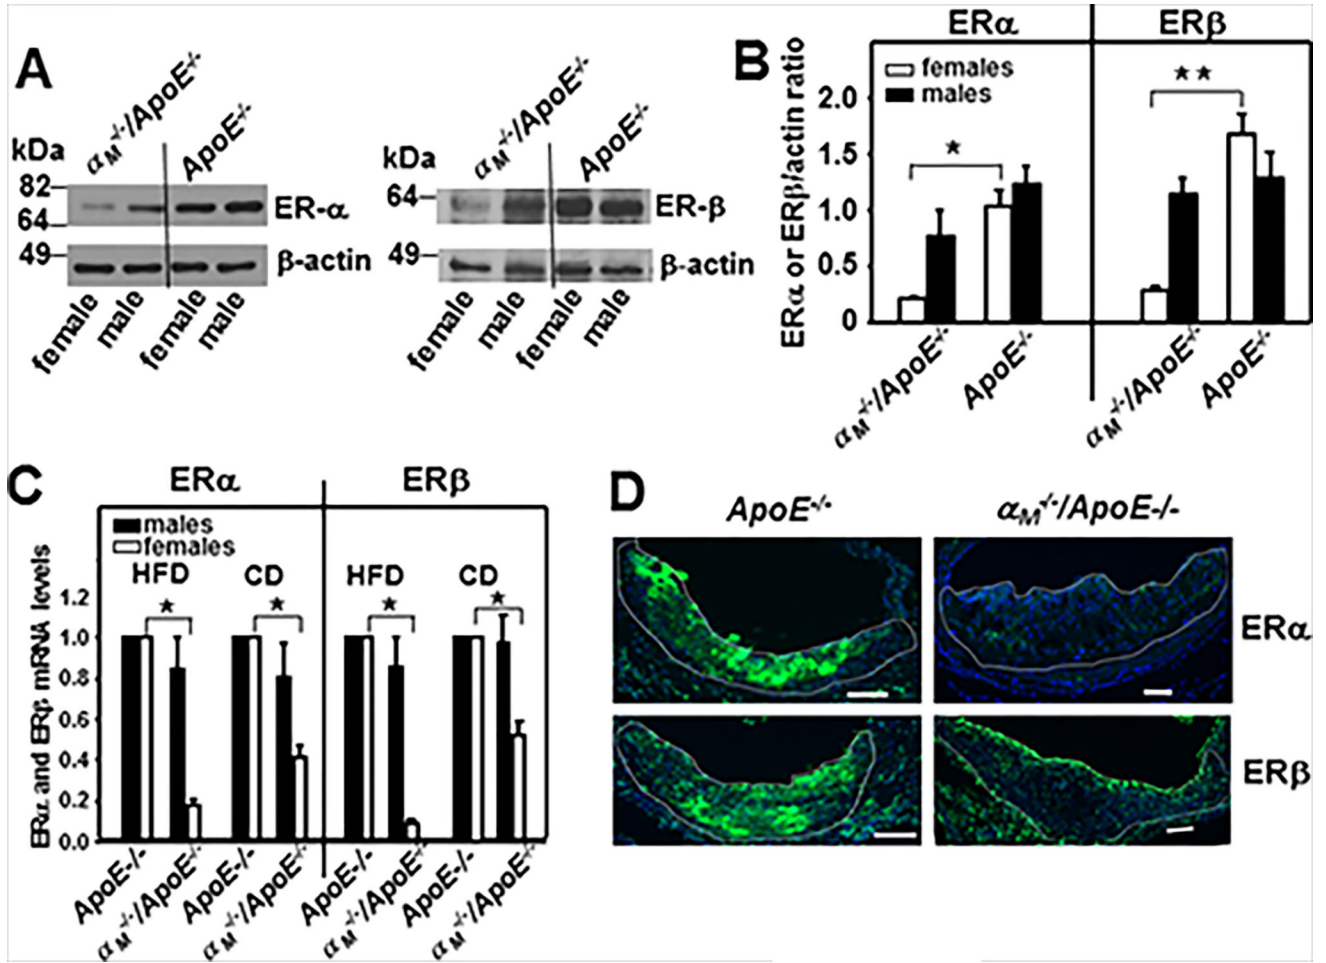 A
αM-/-/ApoE-/-
ApoE-/-
kDa
82
64
49
ER-α
β-actin
female
male
female
male
αM-/-/ApoE-/-
ApoE-/-
kDa
64
49
ER-β
β-actin
female
male
female
male
B
ERα
ERβ
females
males
ERα or ERβ/actin ratio
2.0
1.5
1.0
0.5
0
★
★★
αM-/-/ApoE-/-
ApoE-/-
αM-/-/ApoE-/-
ApoE-/-
C
ERα
ERβ
males
females
HFD
CD
HFD
CD
★
★
★
★
ERα and ERβ mRNA levels
1.2
1.0
0.8
0.6
0.4
0.2
0.0
ApoE-/-
αM-/-/ApoE-/-
ApoE-/-
αM-/-/ApoE-/-
ApoE-/-
αM-/-/ApoE-/-
ApoE-/-
αM-/-/ApoE-/-
D
ApoE-/-
αM-/-/ApoE-/-
ERα
ERβ